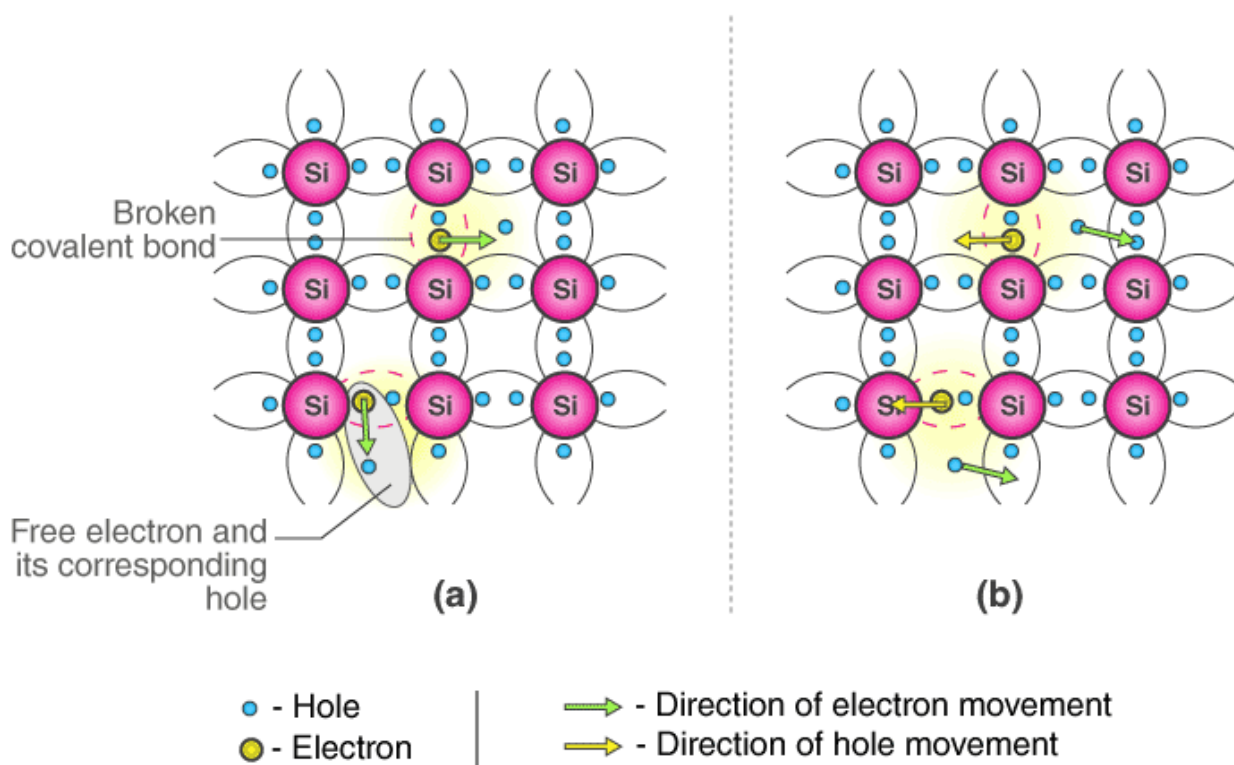 Si Si Si
Broken
covalent bond
Si Si Si
Si Si Si
Free electron and
its corresponding
hole
(a)
Si Si Si
Si Si Si
Si Si Si
(b)
- Hole
- Electron
- Direction of electron movement
- Direction of hole movement